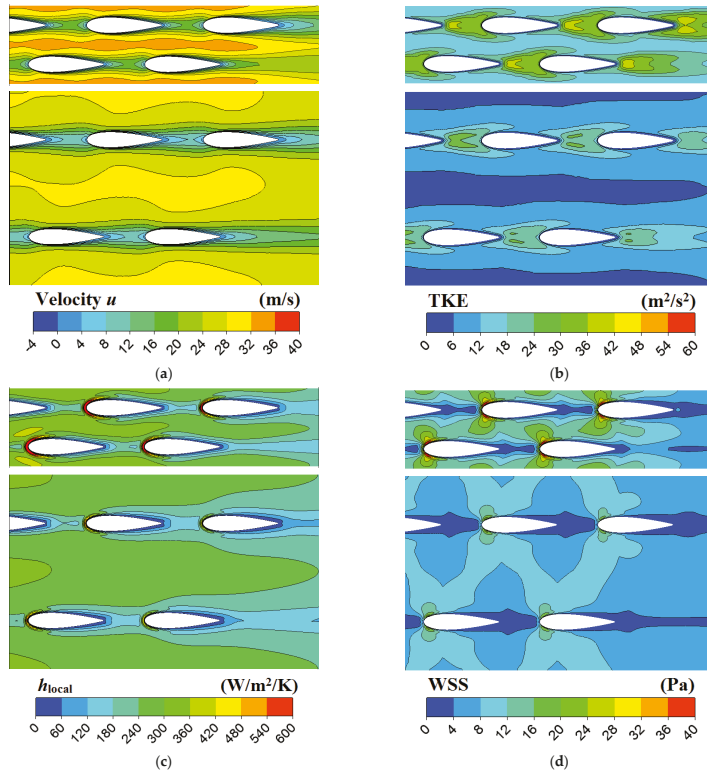 Velocity u (m/s)
-4 0 4 8 12 16 20 24 28 32 36 40
(a)
TKE (m²/s²)
0 6 12 18 24 30 36 42 48 54 60
(b)
hlocal (W/m²/K)
0 60 120 180 240 300 360 420 480 540 600
(c)
WSS (Pa)
0 4 8 12 16 20 24 28 32 36 40
(d)